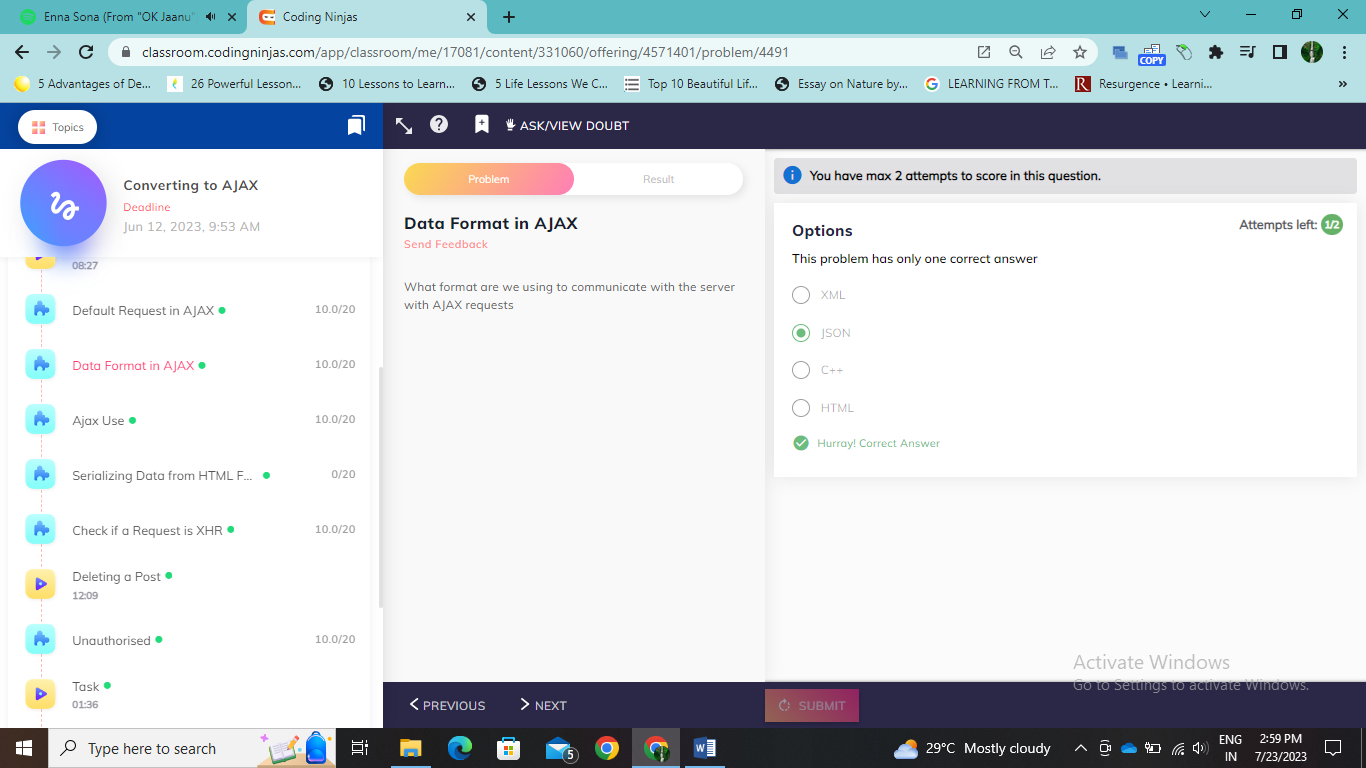 Enna Sona (From "OK Jaanu"
Coding Ninjas
classroom.codingninjas.com/app/classroom/me/17081/content/331060/offering/4571401/problem/4491
COPY
5 Advantages of De...
26 Powerful Lesson...
10 Lessons to Learn...
5 Life Lessons We C...
Top 10 Beautiful Lif...
Essay on Nature by...
LEARNING FROM T...
Resurgence • Learni...
»
Topics
ASK/VIEW DOUBT
Converting to AJAX
Deadline
Jun 12, 2023, 9:53 AM
08:27
Default Request in AJAX
10.0/20
Data Format in AJAX
10.0/20
Ajax Use
10.0/20
Serializing Data from HTML F...
0/20
Check if a Request is XHR
10.0/20
Deleting a Post
12:09
Unauthorised
10.0/20
Task
01:36
Problem
Result
Data Format in AJAX
Send Feedback
What format are we using to communicate with the server
with AJAX requests
You have max 2 attempts to score in this question.
Options
Attempts left: 1/2
This problem has only one correct answer
XML
JSON
C++
HTML
Hurray! Correct Answer
Activate Windows
Go to Settings to activate Windows.
PREVIOUS
NEXT
SUBMIT
Type here to search
5
29°C Mostly cloudy
ENG
IN
2:59 PM
7/23/2023